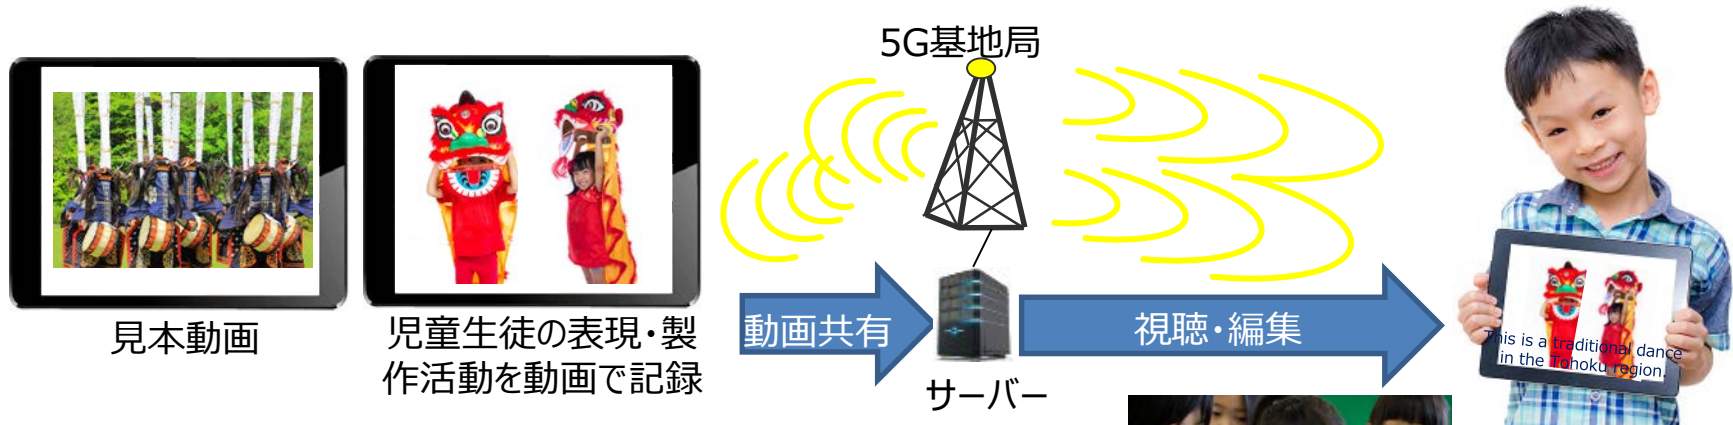 5G基地局
見本動画
児童生徒の表現・製
作活動を動画で記録
動画共有
サーバー
視聴・編集
This is a traditional dance
in the Tohoku region.